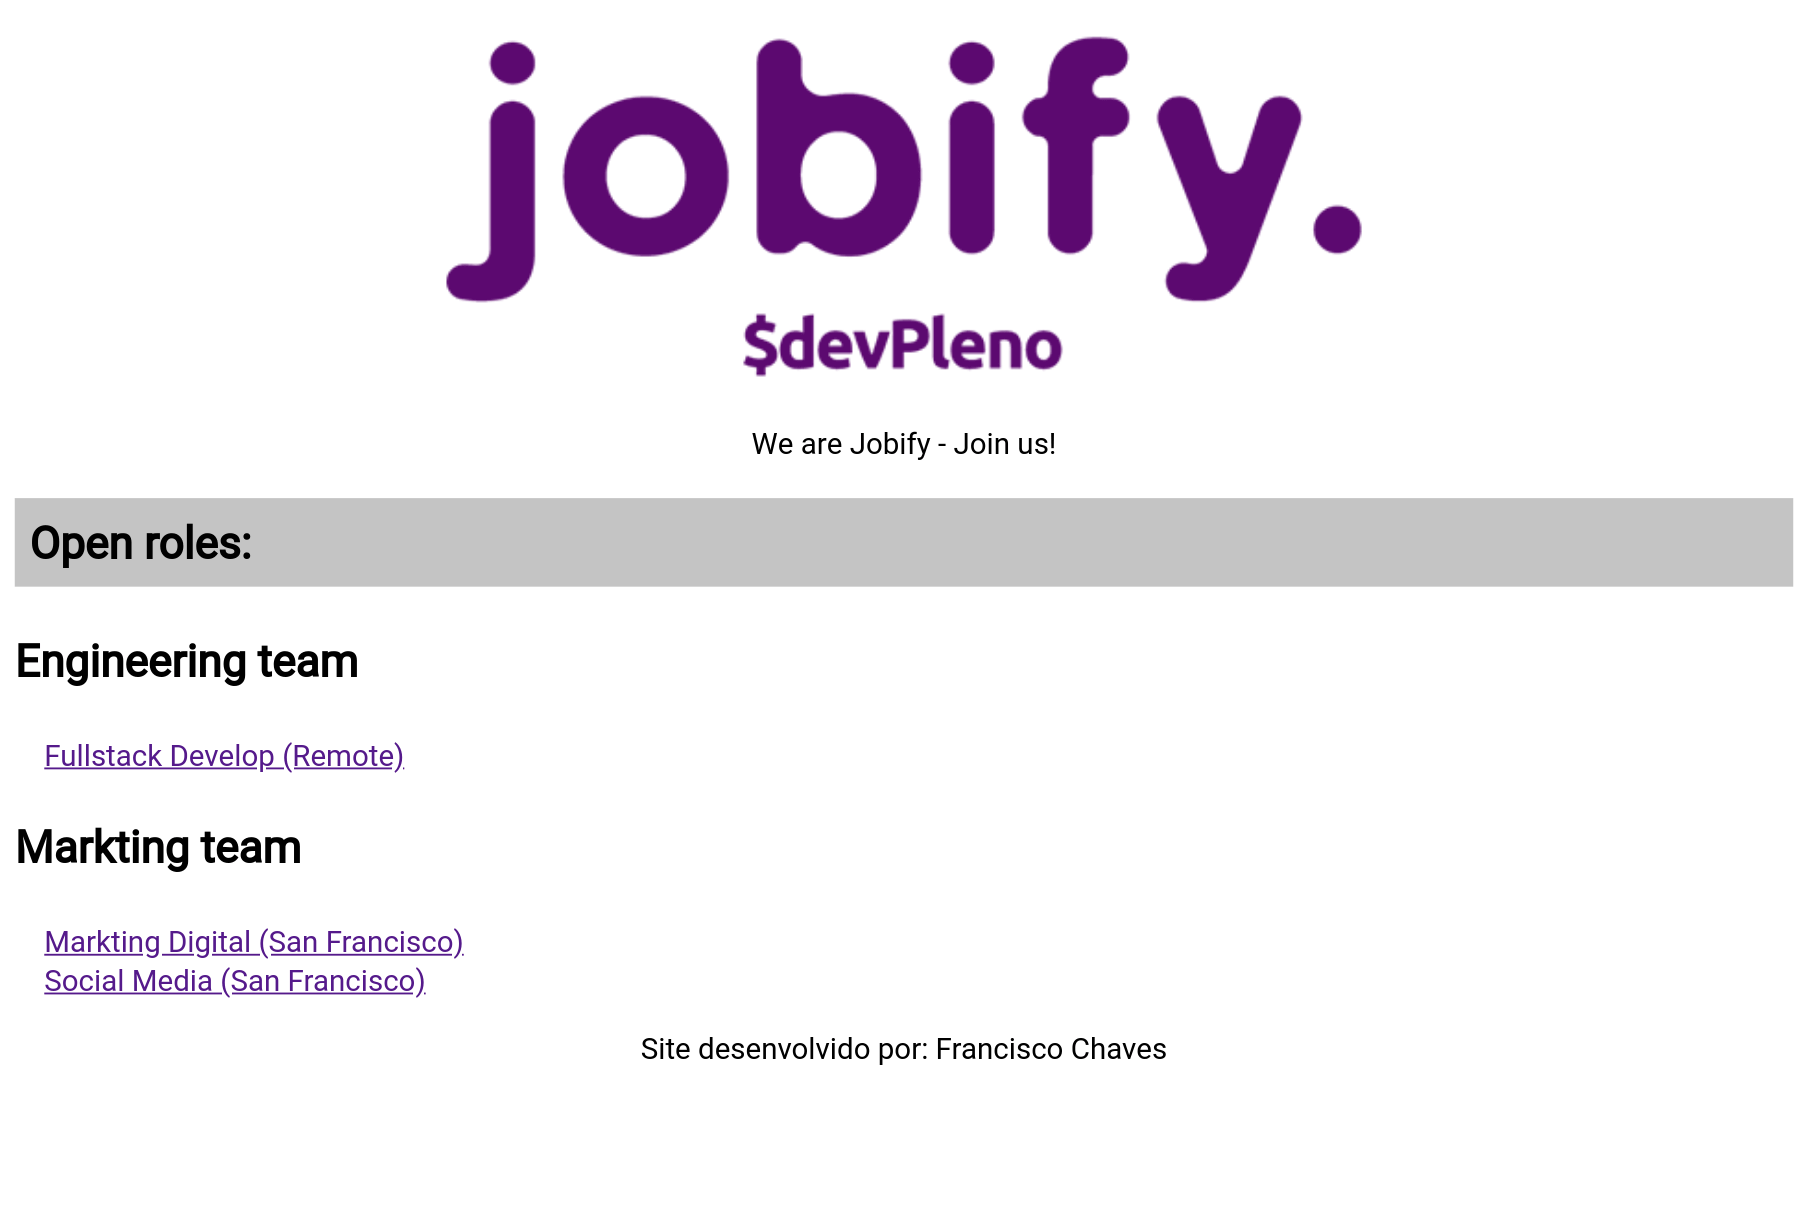 jobify.
$devPleno
We are Jobify - Join us!
Open roles:
Engineering team
Fullstack Develop (Remote)
Markting team
Markting Digital (San Francisco)
Social Media (San Francisco)
Site desenvolvido por: Francisco Chaves